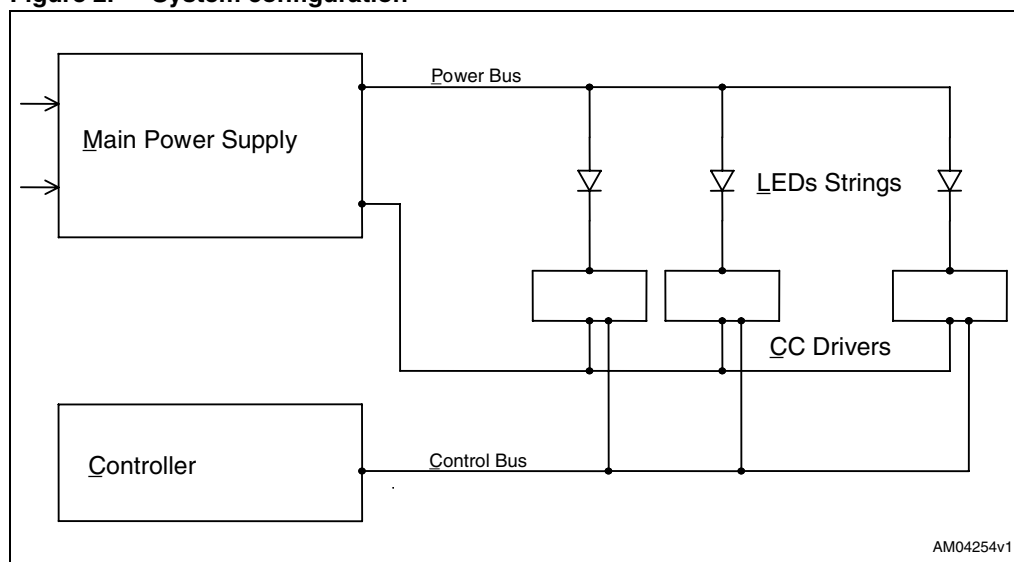 Figure 2. System configuration
Power Bus
Main Power Supply
LEDs Strings
CC Drivers
Controller
Control Bus
AM04254v1